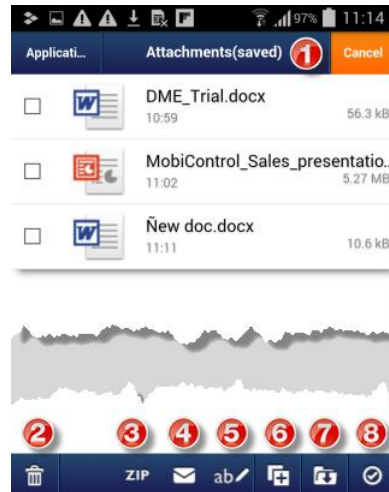 97% 11:14
Applicati... Attachments(saved) 1 Cancel
DME_Trial.docx
10:59 56.3 kB
MobiControl_Sales_presentatio..
11:02 5.27 MB
Ñew doc.docx
11:11 10.6 kB
2 3 4 5 6 7 8
ZIP ab